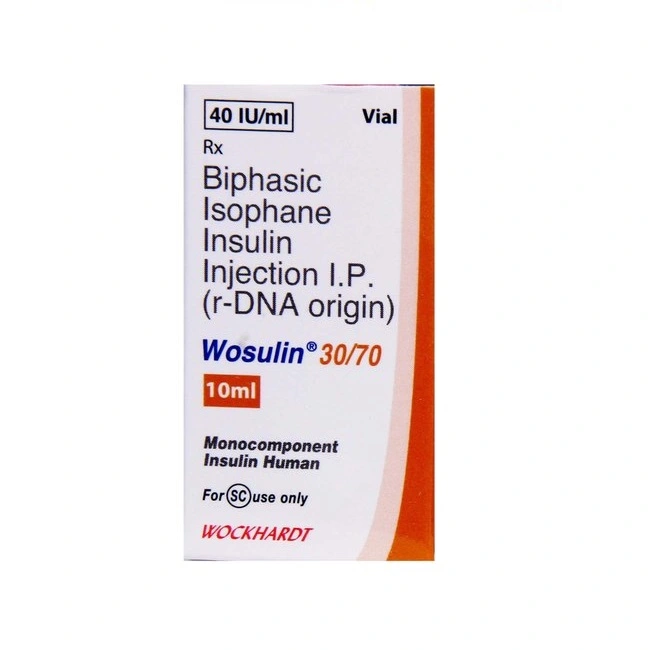 40 IU/ml
Vial
Rx
Biphasic
Isophane
Insulin
Injection I.P.
(r-DNA origin)
Wosulin® 30/70
10ml
Monocomponent
Insulin Human
For SC use only
WOCKHARDT